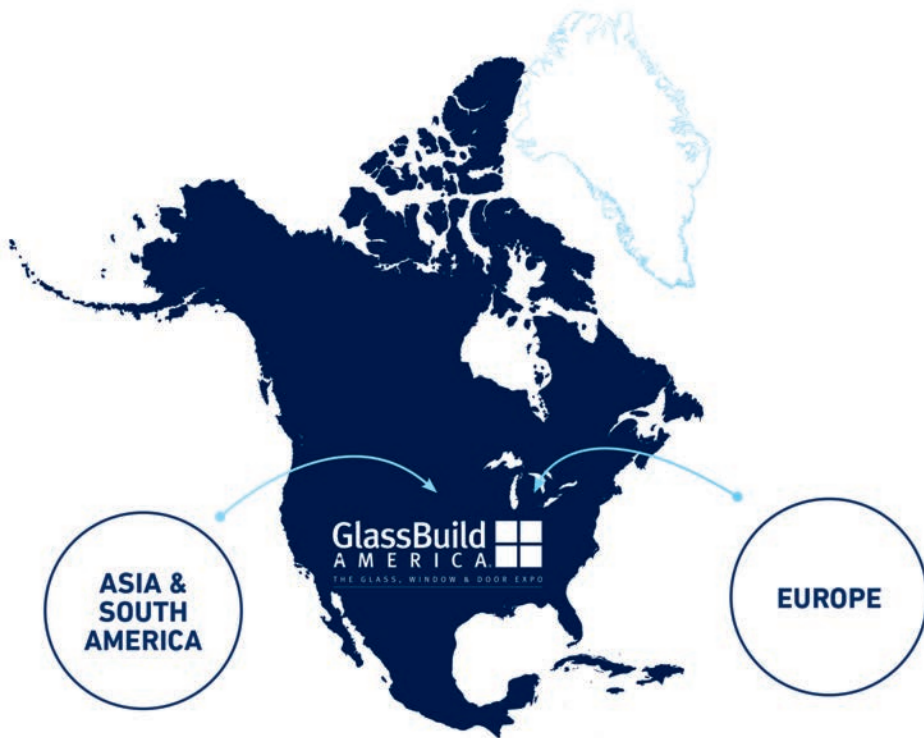 GlassBuild
AMERICA
THE GLASS, WINDOW & DOOR EXPO
ASIA &
SOUTH
AMERICA
EUROPE